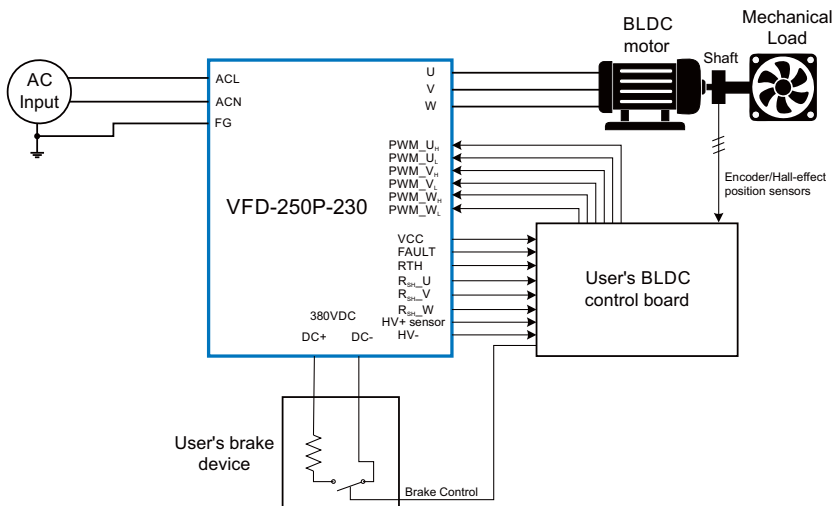 BLDC
motor
Mechanical
Load
Shaft
AC
Input
ACL
ACN
FG
U
V
W
PWM_UH
PWM_UL
PWM_VH
PWM_VL
PWM_WH
PWM_WL
Encoder/Hall-effect
position sensors
VFD-250P-230
VCC
FAULT
RTH
RSH_U
RSH_V
RSH_W
HV+ sensor
HV-
User's BLDC
control board
380VDC
DC+ DC-
User's brake
device
Brake Control